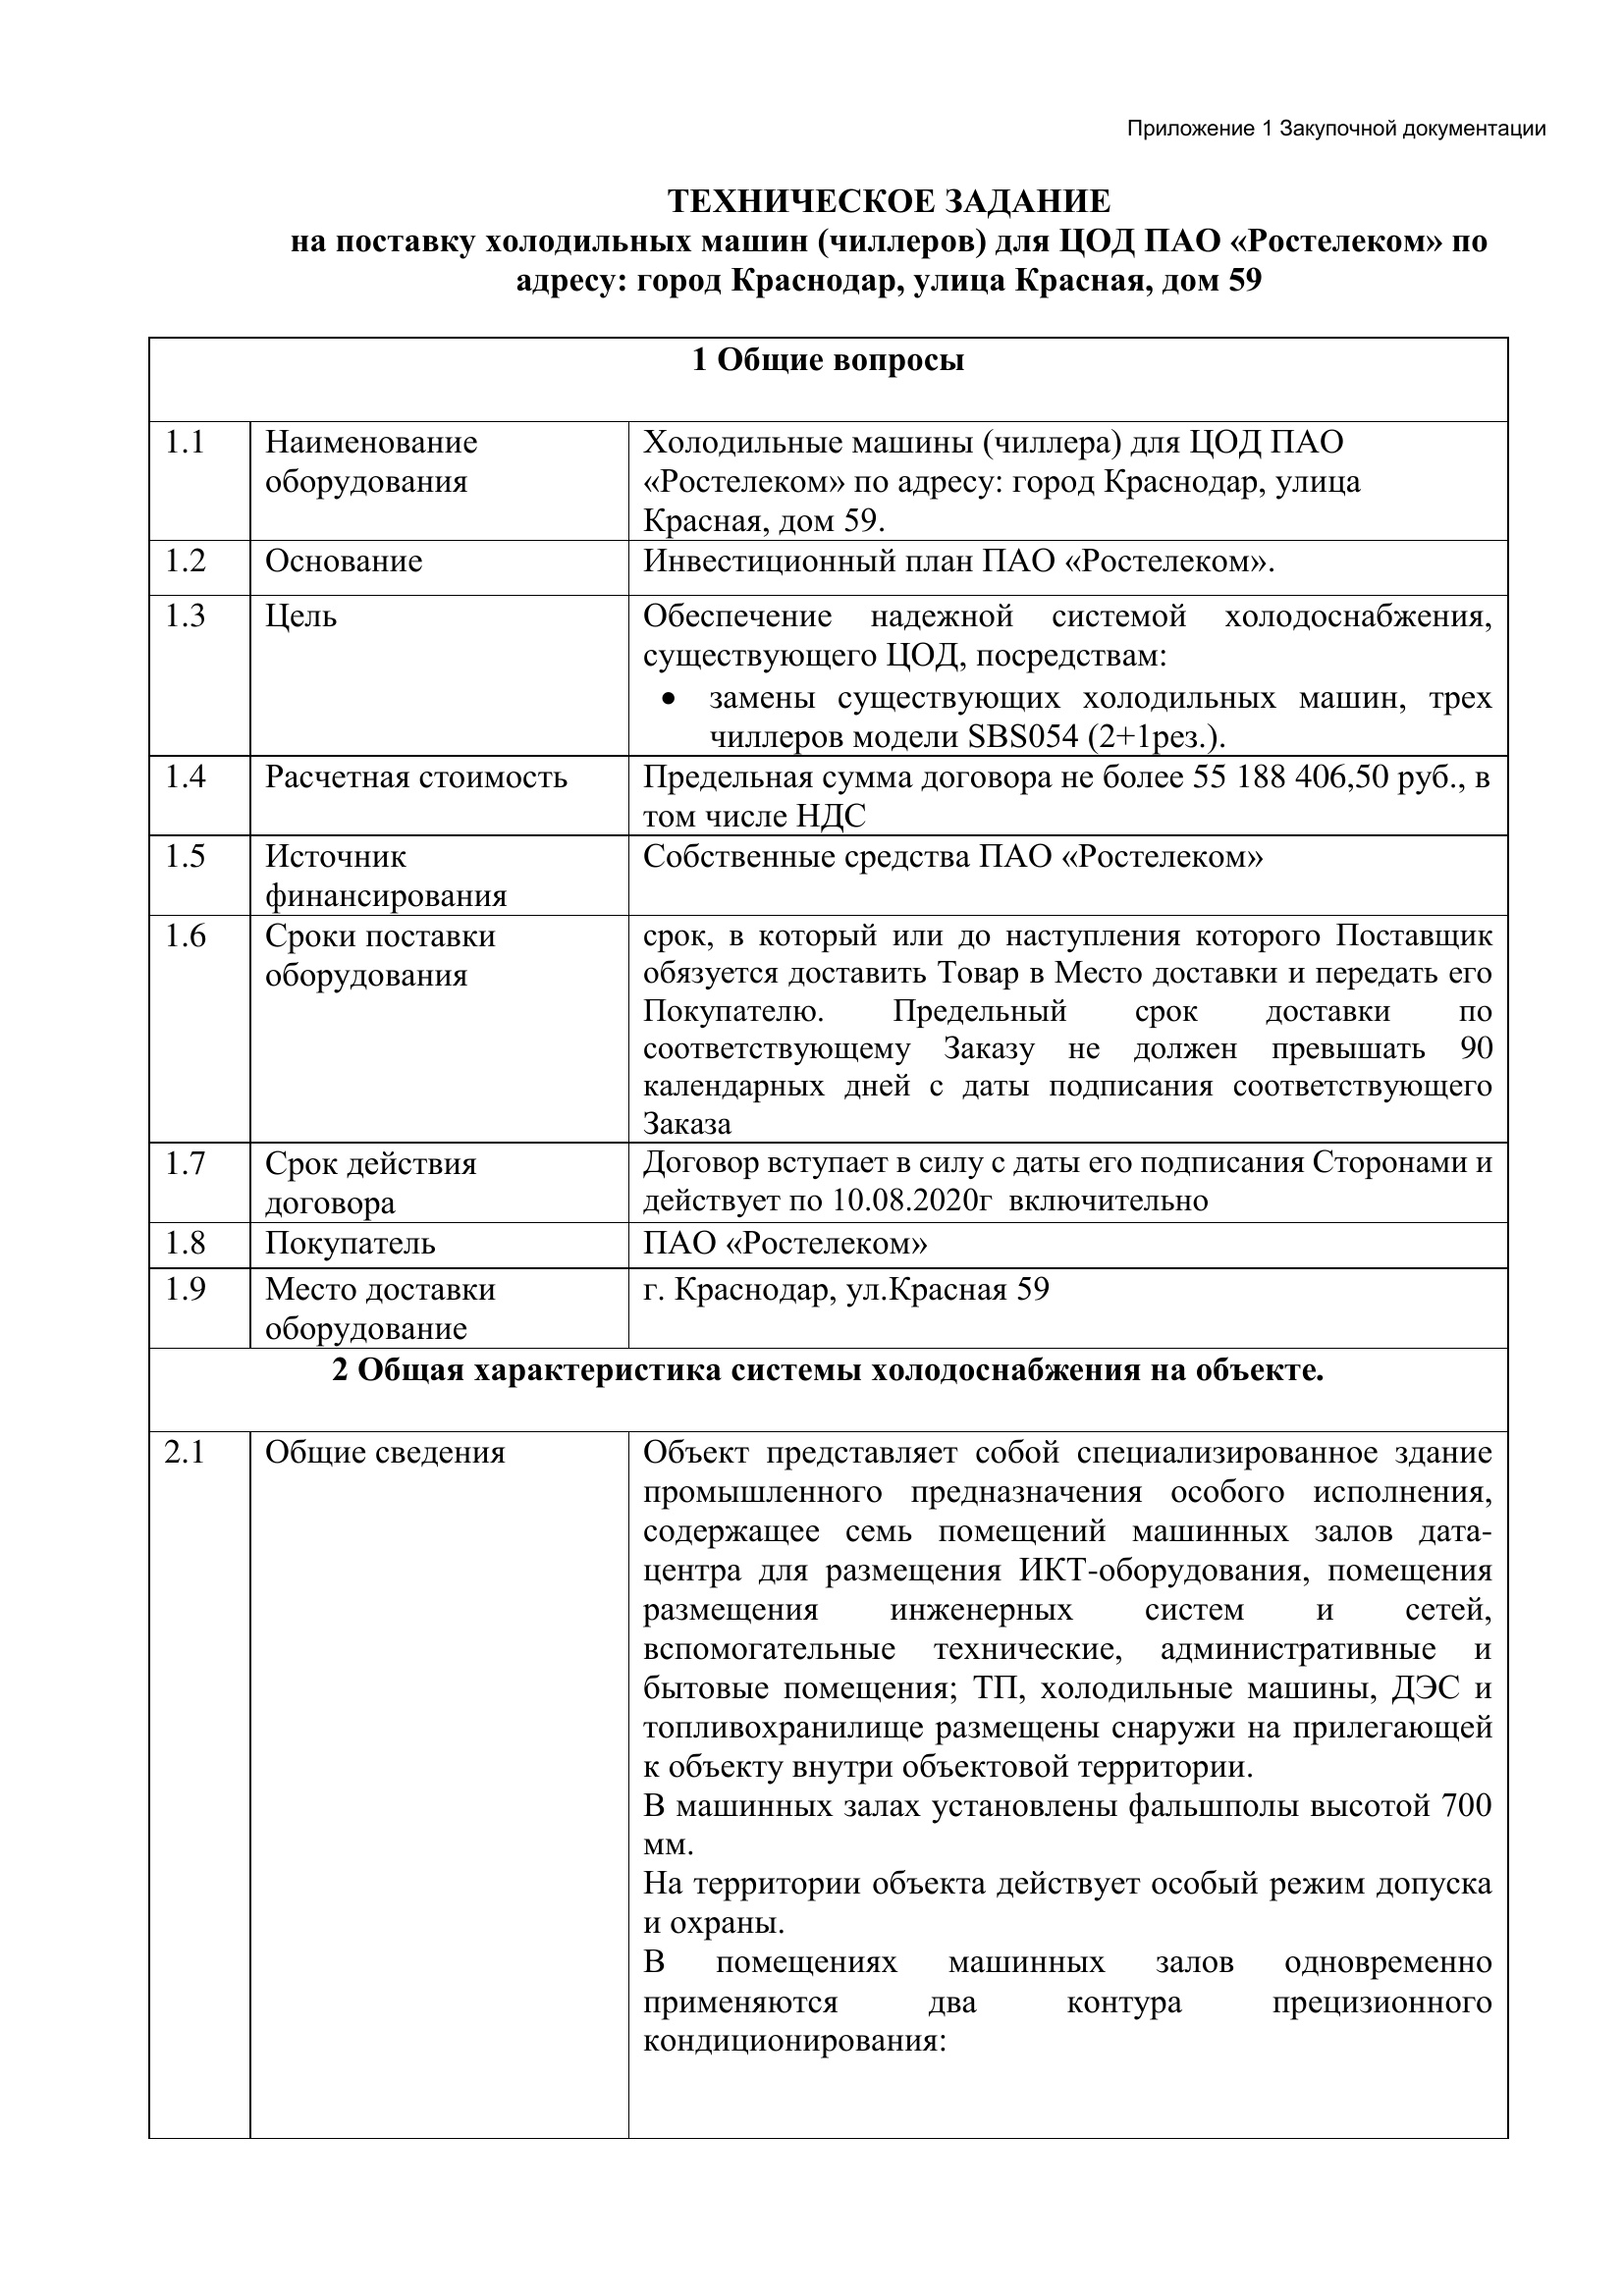 Приложение 1 Закупочной документации
ТЕХНИЧЕСКОЕ ЗАДАНИЕ
на поставку холодильных машин (чиллеров) для ЦОД ПАО «Ростелеком» по
адресу: город Краснодар, улица Красная, дом 59
1 Общие вопросы
1.1 Наименование Холодильные машины (чиллера) для ЦОД ПАО
оборудования «Ростелеком» по адресу: город Краснодар, улица
Красная, дом 59.
1.2 Основание Инвестиционный план ПАО «Ростелеком».
1.3 Цель Обеспечение надежной системой холодоснабжения,
существующего ЦОД, посредствам:
• замены существующих холодильных машин, трех
чиллеров модели SBS054 (2+1рез.).
1.4 Расчетная стоимость Предельная сумма договора не более 55 188 406,50 руб., в
том числе НДС
1.5 Источник Собственные средства ПАО «Ростелеком»
финансирования
1.6 Сроки поставки срок, в который или до наступления которого Поставщик
оборудования обязуется доставить Товар в Место доставки и передать его
Покупателю. Предельный срок доставки по
соответствующему Заказу не должен превышать 90
календарных дней с даты подписания соответствующего
Заказа
1.7 Срок действия Договор вступает в силу с даты его подписания Сторонами и
договора действует по 10.08.2020г включительно
1.8 Покупатель ПАО «Ростелеком»
1.9 Место доставки г. Краснодар, ул.Красная 59
оборудование
2 Общая характеристика системы холодоснабжения на объекте.
2.1 Общие сведения Объект представляет собой специализированное здание
промышленного предназначения особого исполнения,
содержащее семь помещений машинных залов дата-
центра для размещения ИКТ-оборудования, помещения
размещения инженерных систем и сетей,
вспомогательные технические, административные и
бытовые помещения; ТП, холодильные машины, ДЭС и
топливохранилище размещены снаружи на прилегающей
к объекту внутри объектовой территории.
В машинных залах установлены фальшполы высотой 700
мм.
На территории объекта действует особый режим допуска
и охраны.
В помещениях машинных залов одновременно
применяются два контура прецизионного
кондиционирования: